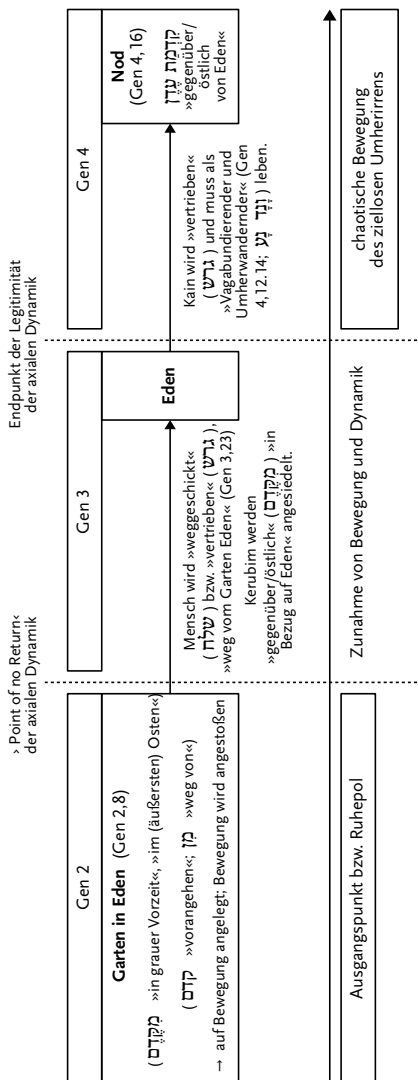 ›Point of no Return‹
der axialen Dynamik
Endpunkt der Legitimität
der axialen Dynamik
Gen 2
Garten in Eden (Gen 2,8)
(מִקֶּדֶם »in grauer Vorzeit«, »im (äußersten) Osten«)
(קדם »vorangehen«; מִן »weg von«)
→ auf Bewegung angelegt; Bewegung wird angestoßen
Gen 3
Mensch wird »weggeschickt«
(שלח) bzw. »vertrieben« (גרש),
»weg vom Garten Eden« (Gen 3,23)
Kerubim werden
»gegenüber/östlich« (מִקֶּדֶם) »in
Bezug auf Eden« angesiedelt.
Eden
Gen 4
Kain wird »vertrieben«
(גרש) und muss als
»Vagabundierender und
Umherwandernder« (Gen
4,12.14; נָע וָנָד) leben.
Nod
(Gen 4,16)
קִדְמַת עֵדֶן
»gegenüber/
östlich
von Eden«
Ausgangspunkt bzw. Ruhepol
Zunahme von Bewegung und Dynamik
chaotische Bewegung
des ziellosen Umherirrens